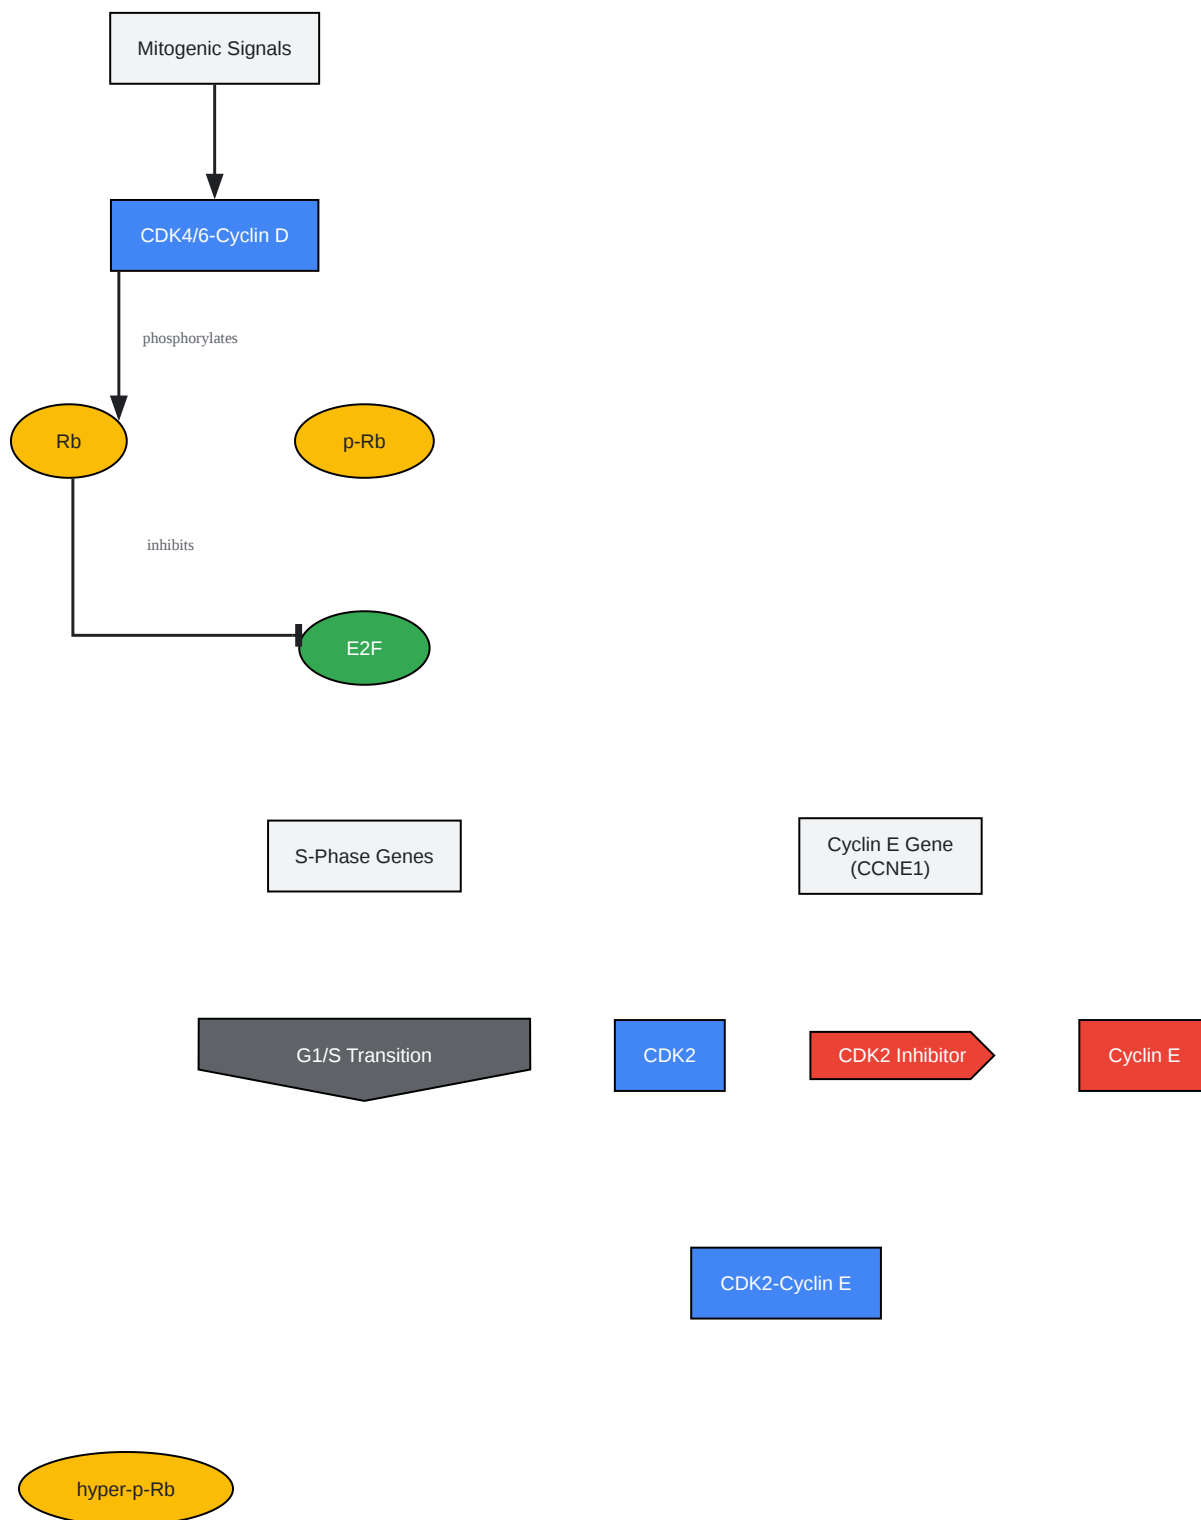 Mitogenic Signals
CDK4/6-Cyclin D
phosphorylates
Rb
p-Rb
inhibits
E2F
S-Phase Genes
Cyclin E Gene
(CCNE1)
G1/S Transition
CDK2
CDK2 Inhibitor
Cyclin E
CDK2-Cyclin E
hyper-p-Rb